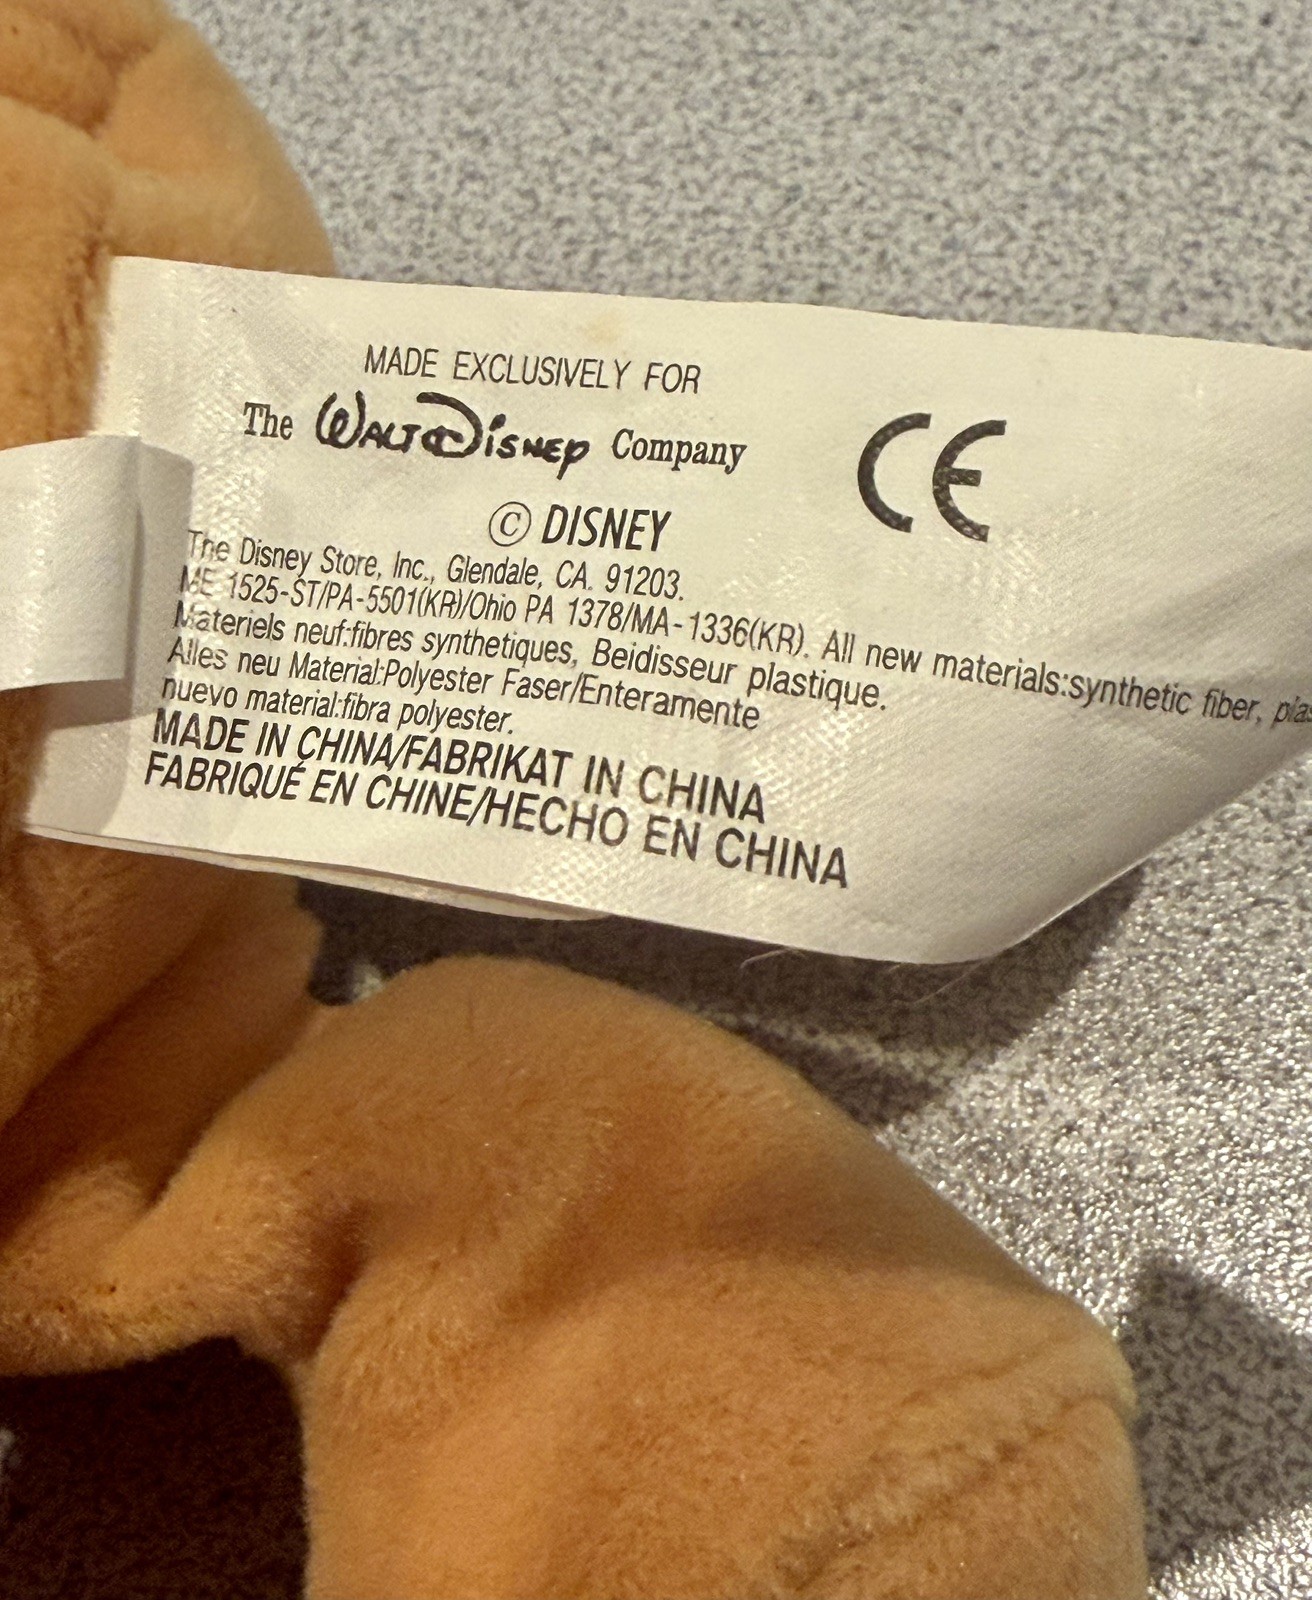 MADE EXCLUSIVELY FOR
The WALT DISNEY Company
CE
© DISNEY
The Disney Store, Inc., Glendale, CA. 91203.
ME 1525-ST/PA-5501(KR)/Ohio PA 1378/MA-1336(KR). All new materials:synthetic fiber,
Materiels neuf:fibres synthetiques, Beidisseur plastique.
Alles neu Material:Polyester Faser/Enteramente
nuevo material:fibra polyester.
MADE IN CHINA/FABRIKAT IN CHINA
FABRIQUÉ EN CHINE/HECHO EN CHINA